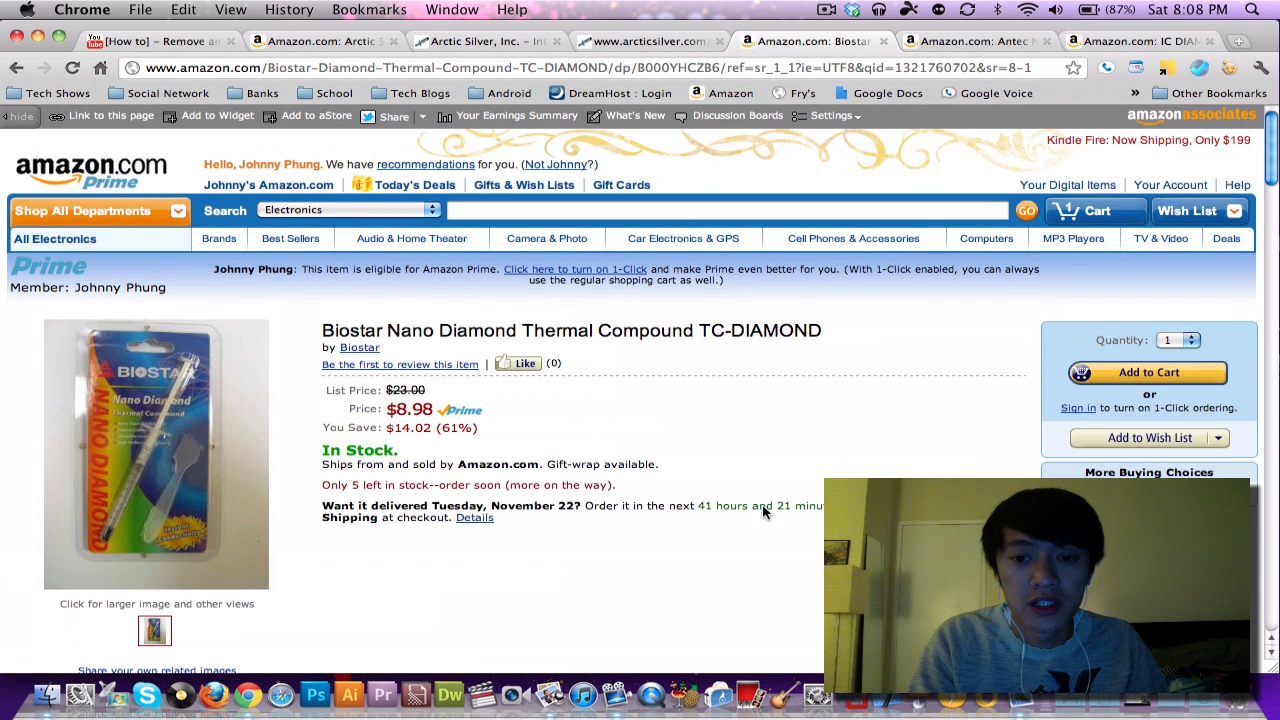 Chrome File Edit View History Bookmarks Window Help (87%) Sat 8:08 PM
[How to] - Remove an Amazon.com: Arctic S Arctic Silver, Inc. - Int www.arcticsilver.com/ Amazon.com: Biostar Amazon.com: Antec N Amazon.com: IC DIAM
www.amazon.com/Biostar-Diamond-Thermal-Compound-TC-DIAMOND/dp/B000YHCZB6/ref=sr_1_1?ie=UTF8&qid=1321760702&sr=8-1
Tech Shows Social Network Banks School Tech Blogs Android DreamHost : Login Amazon Fry's Google Docs Google Voice » Other Bookmarks
hide Link to this page Add to Widget Add to aStore Share Your Earnings Summary What's New Discussion Boards Settings amazonassociates
Kindle Fire: Now Shipping, Only $199
amazon.com Prime
Hello, Johnny Phung. We have recommendations for you. (Not Johnny?)
Johnny's Amazon.com Today's Deals Gifts & Wish Lists Gift Cards Your Digital Items Your Account Help
Shop All Departments Search Electronics GO 1 Cart Wish List
All Electronics Brands Best Sellers Audio & Home Theater Camera & Photo Car Electronics & GPS Cell Phones & Accessories Computers MP3 Players TV & Video Deals
Prime
Member: Johnny Phung
Johnny Phung: This item is eligible for Amazon Prime. Click here to turn on 1-Click and make Prime even better for you. (With 1-Click enabled, you can always
use the regular shopping cart as well.)
BIOSTAR
Nano Diamond
Thermal Compound
NANO DIAMOND
Click for larger image and other views
Share your own related images
Biostar Nano Diamond Thermal Compound TC-DIAMOND
by Biostar
Be the first to review this item | Like (0)
List Price: $23.00
Price: $8.98 Prime
You Save: $14.02 (61%)
In Stock.
Ships from and sold by Amazon.com. Gift-wrap available.
Only 5 left in stock--order soon (more on the way).
Want it delivered Tuesday, November 22? Order it in the next 41 hours and 21 minu
Shipping at checkout. Details
Quantity: 1
Add to Cart
or
Sign in to turn on 1-Click ordering.
Add to Wish List
More Buying Choices
Ps Ai Pr Dw